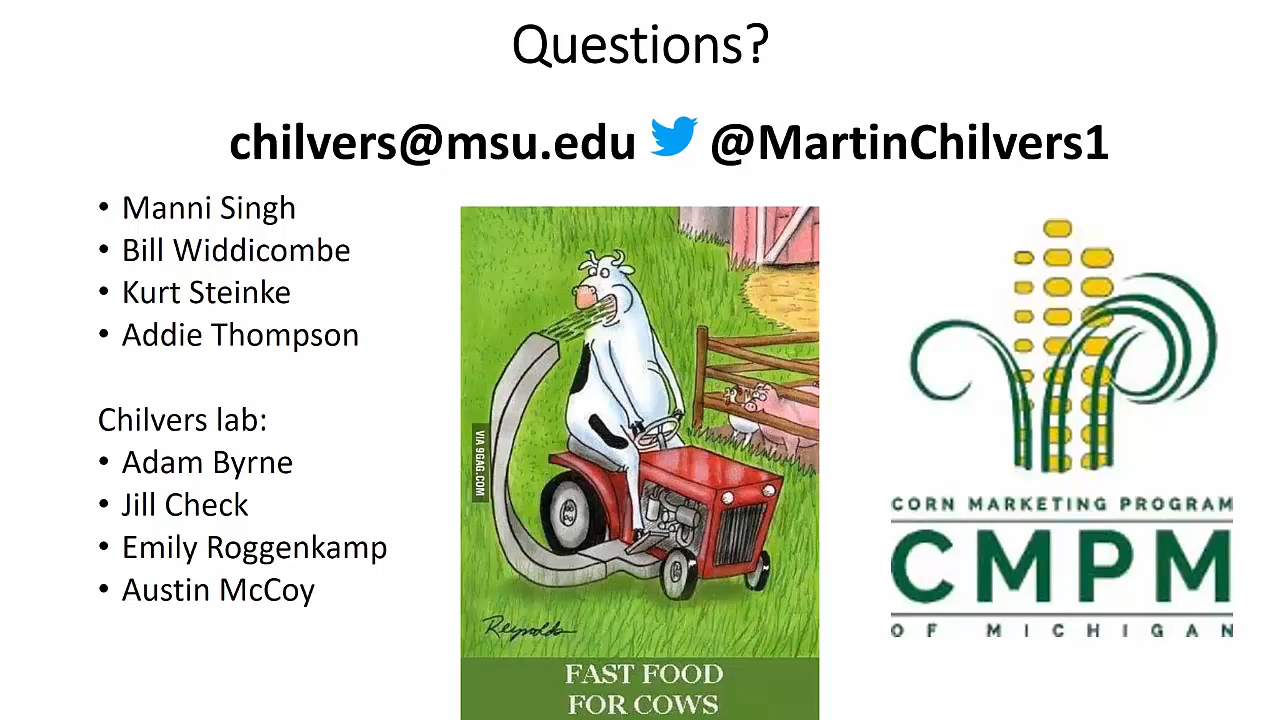 Questions?
chilvers@msu.edu @MartinChilvers1
• Manni Singh
• Bill Widdicombe
• Kurt Steinke
• Addie Thompson
Chilvers lab:
• Adam Byrne
• Jill Check
• Emily Roggenkamp
• Austin McCoy
VIA 9GAG.COM
Reynolds
FAST FOOD
FOR COWS
CORN MARKETING PROGRAM
CMPM
OF MICHIGAN